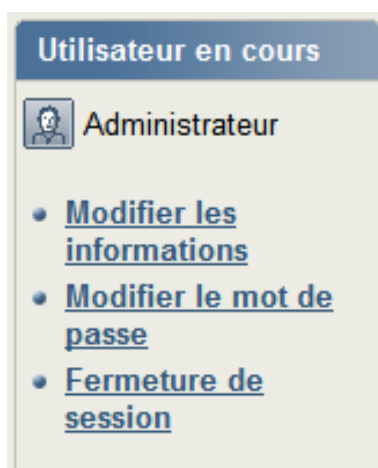 Utilisateur en cours
Administrateur
Modifier les
informations
Modifier le mot de
passe
Fermeture de
session